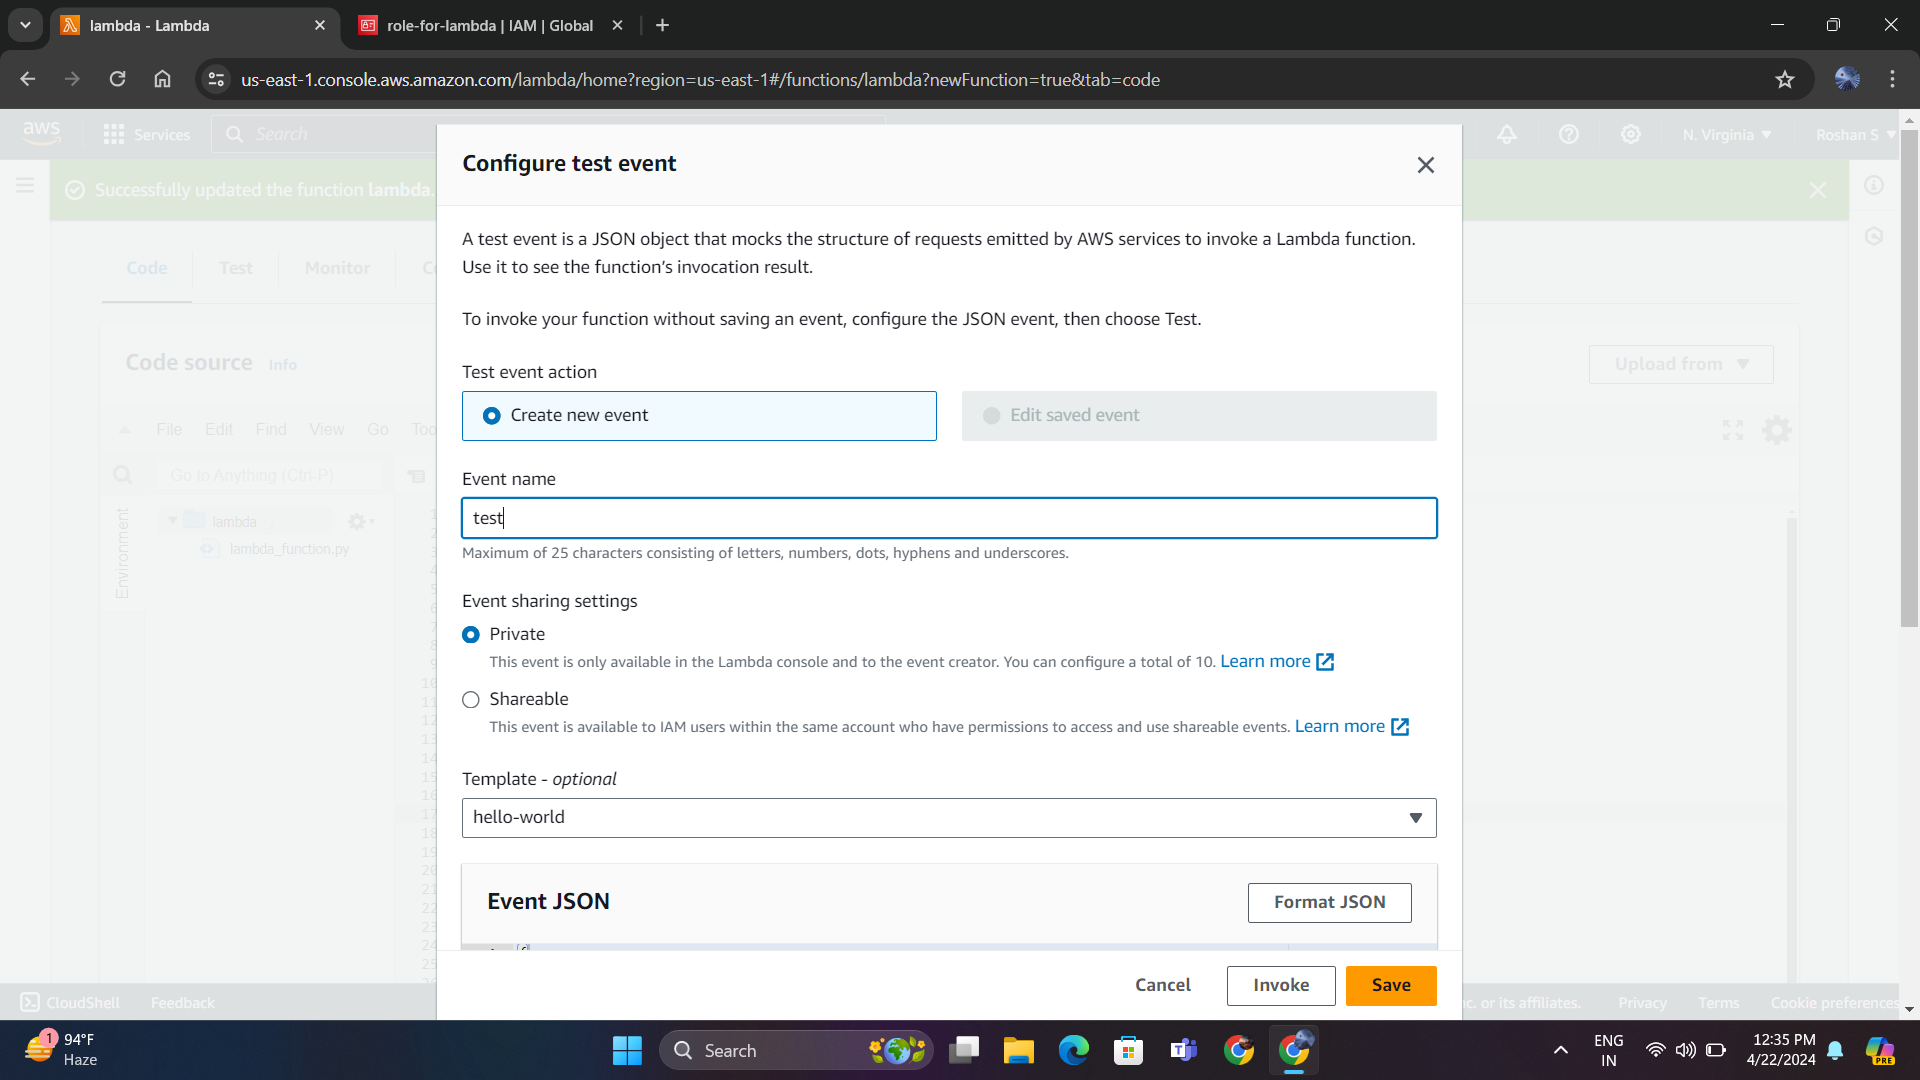 lambda - Lambda
role-for-lambda | IAM | Global
us-east-1.console.aws.amazon.com/lambda/home?region=us-east-1#/functions/lambda?newFunction=true&tab=code
aws
Services
Search
N. Virginia
Roshan S
Configure test event
Successfully updated the function lambda.
A test event is a JSON object that mocks the structure of requests emitted by AWS services to invoke a Lambda function.
Use it to see the function's invocation result.
Code
Test
Monitor
To invoke your function without saving an event, configure the JSON event, then choose Test.
Code source
Info
Upload from
Test event action
Create new event
Edit saved event
File
Edit
Find
View
Go
Go to Anything (Ctrl-P)
Event name
test
Maximum of 25 characters consisting of letters, numbers, dots, hyphens and underscores.
Environment
lambda
lambda_function.py
Event sharing settings
Private
This event is only available in the Lambda console and to the event creator. You can configure a total of 10. Learn more
Shareable
This event is available to IAM users within the same account who have permissions to access and use shareable events. Learn more
Template - optional
hello-world
Event JSON
Format JSON
Cancel
Invoke
Save
CloudShell
Feedback
nc. or its affiliates.
Privacy
Terms
Cookie preferences
1
94°F
Haze
Search
ENG
IN
12:35 PM
4/22/2024
PRE